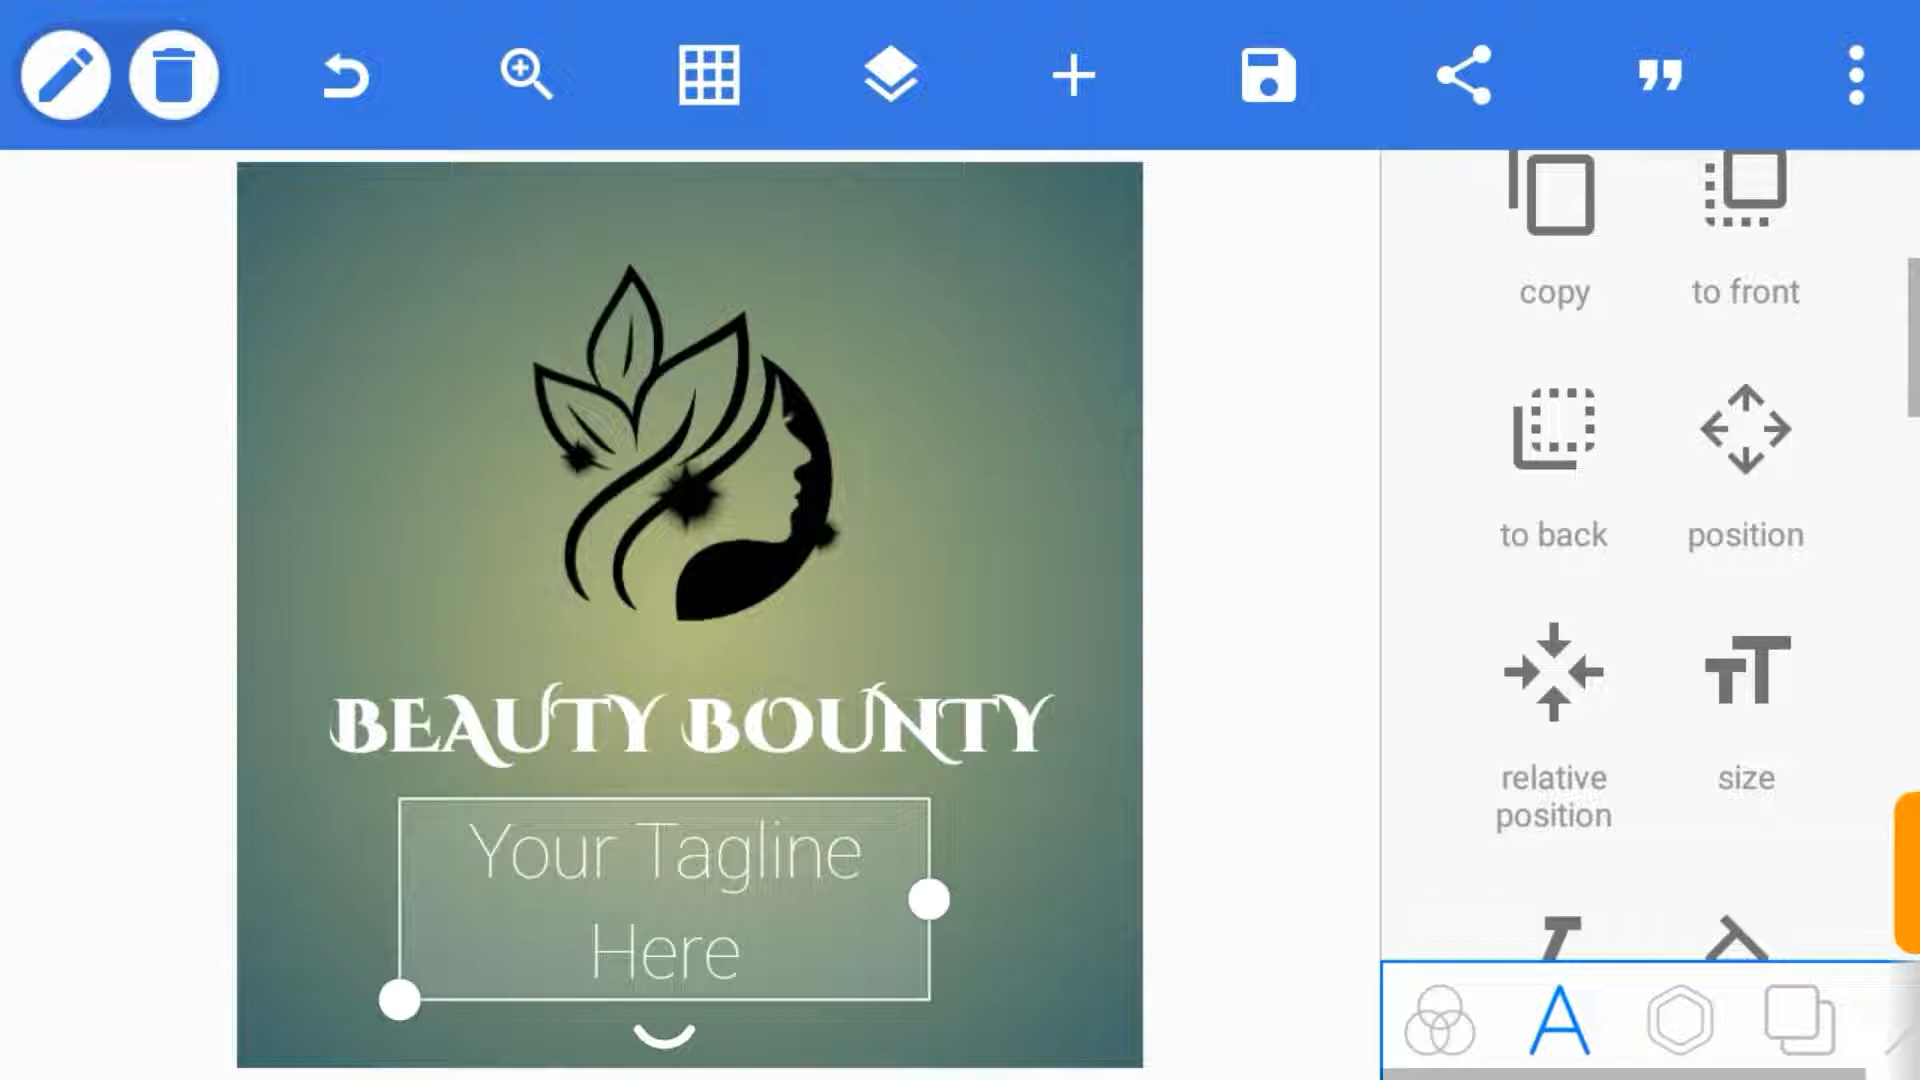 copy
to front
to back
position
relative
position
size
BEAUTY BOUNTY
Your Tagline
Here